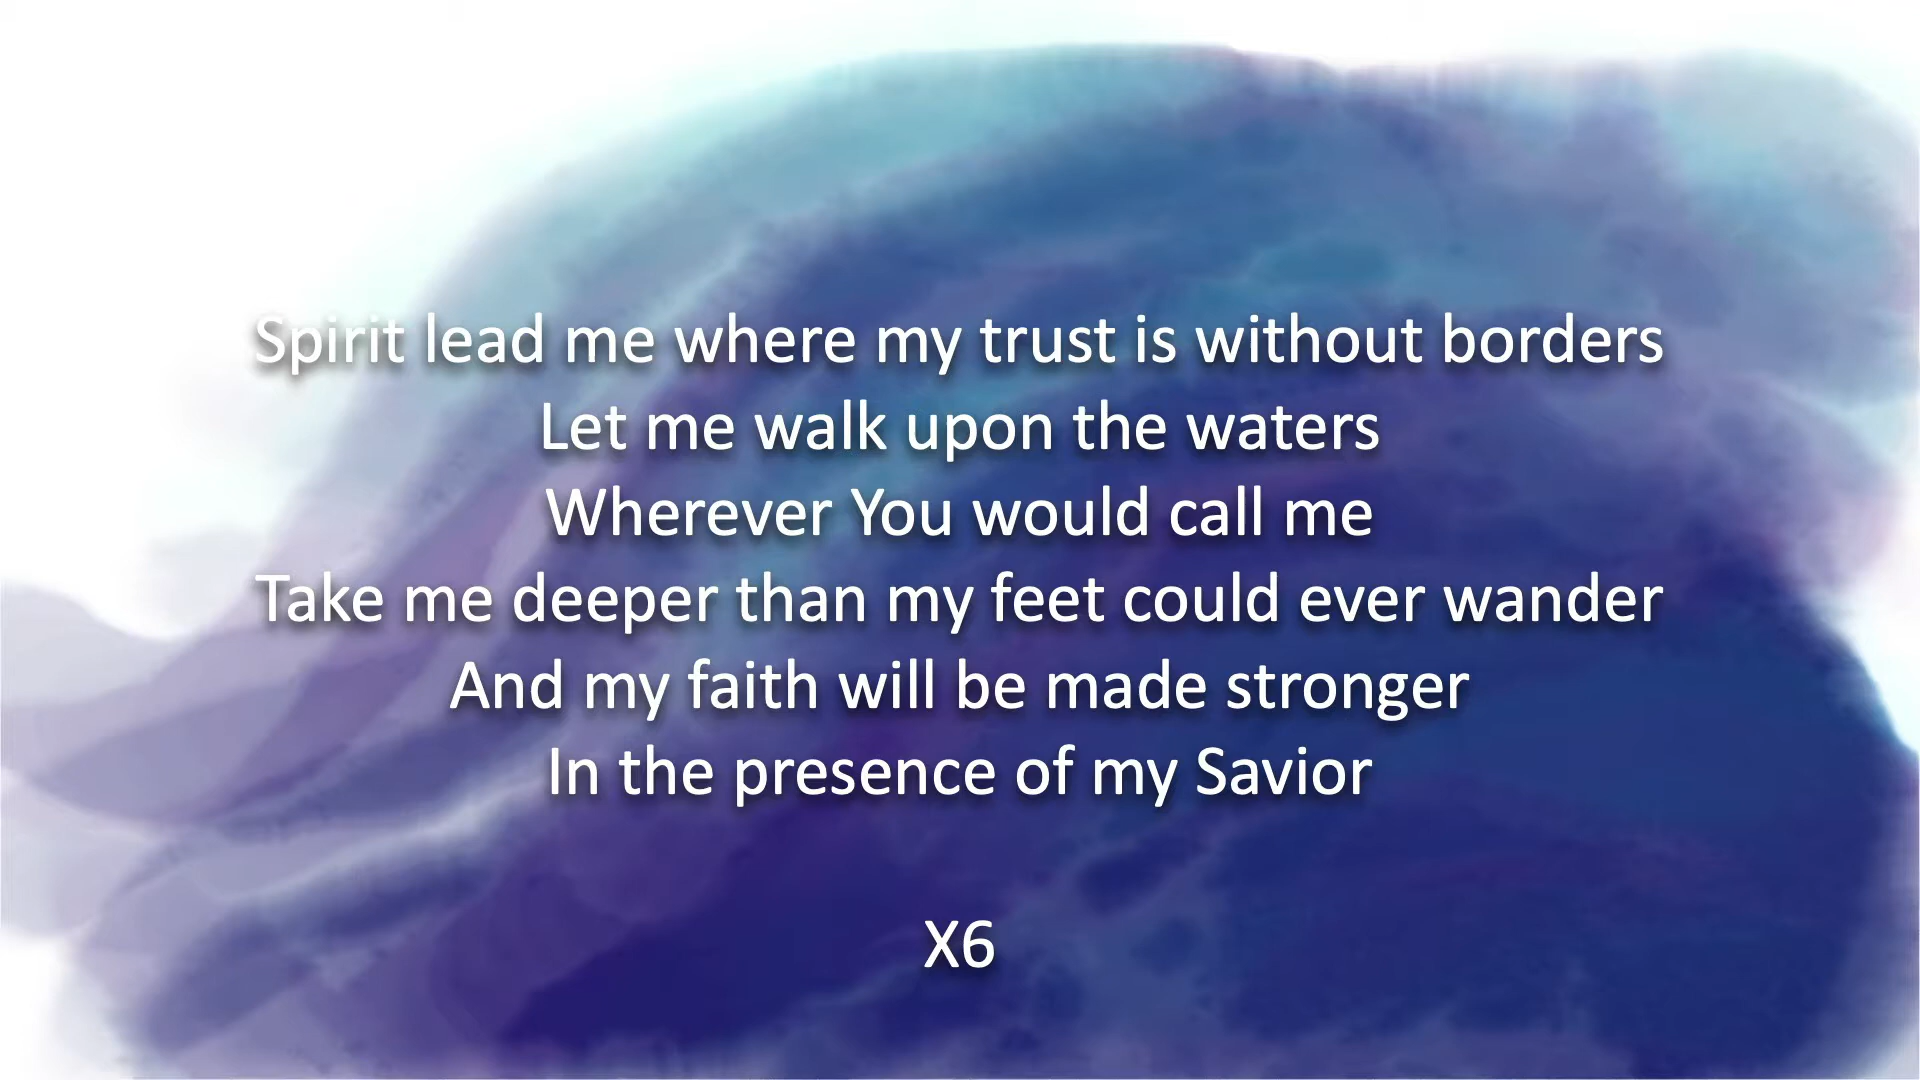 Spirit lead me where my trust is without borders
Let me walk upon the waters
Wherever You would call me
Take me deeper than my feet could ever wander
And my faith will be made stronger
In the presence of my Savior
X6